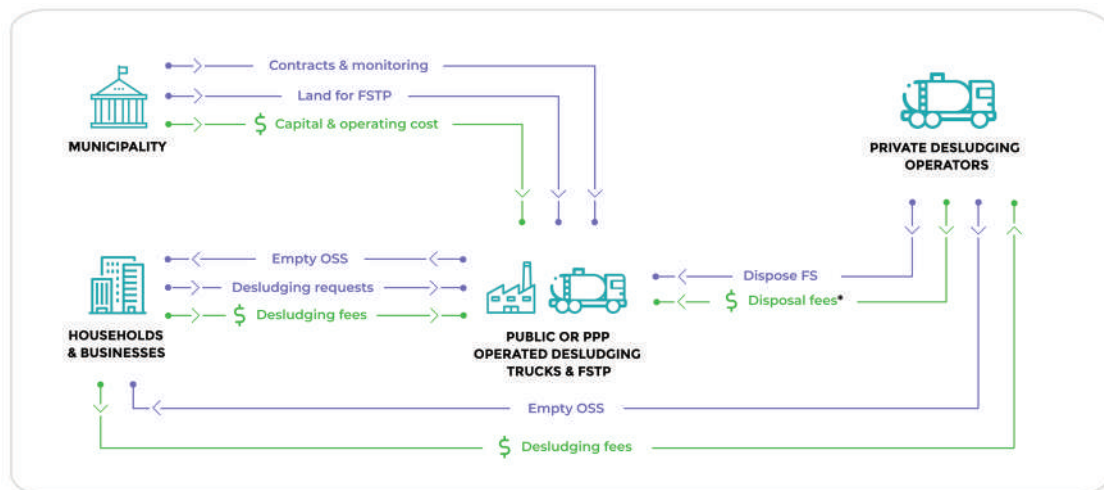 Contracts & monitoring
Land for FSTP
$ Capital & operating cost
MUNICIPALITY
PRIVATE DESLUDGING
OPERATORS
Empty OSS
Desludging requests
$ Desludging fees
Dispose FS
$ Disposal fees*
HOUSEHOLDS
& BUSINESSES
PUBLIC OR PPP
OPERATED DESLUDGING
TRUCKS & FSTP
Empty OSS
$ Desludging fees